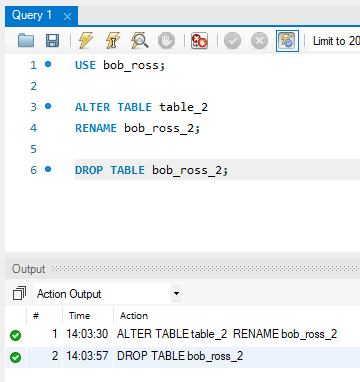 Query 1
Limit to 20
1 USE bob_ross;
2
3 ALTER TABLE table_2
4 RENAME bob_ross_2;
5
6 DROP TABLE bob_ross_2;
Output
Action Output
# Time Action
1 14:03:30 ALTER TABLE table_2 RENAME bob_ross_2
2 14:03:57 DROP TABLE bob_ross_2